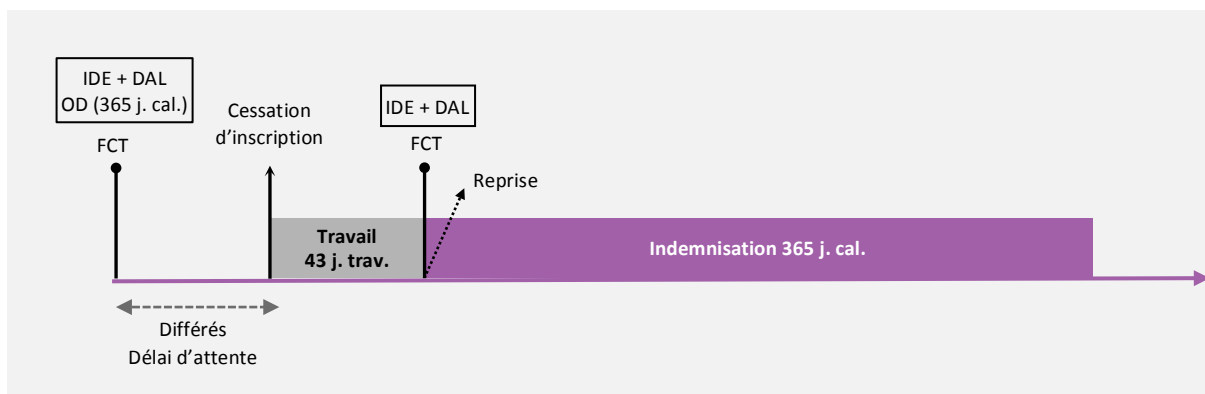 IDE + DAL
OD (365 j. cal.)
FCT
Cessation
d’inscription
IDE + DAL
FCT
Reprise
Travail
43 j. trav.
Indemnisation 365 j. cal.
Différés
Délai d’attente